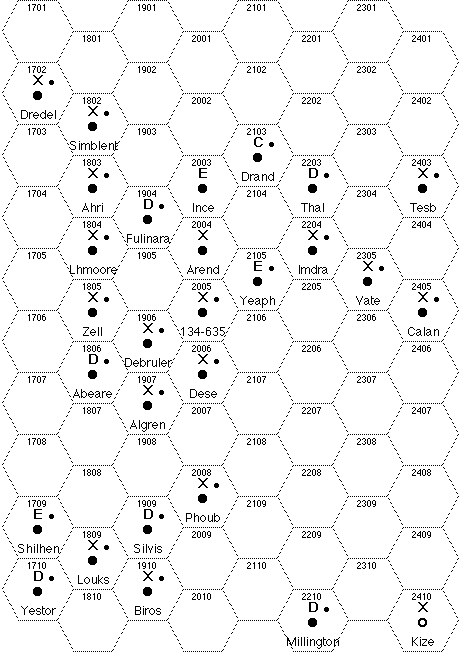 1701 1901 2101 2301
1801 2001 2201 2401
1702 1902 2102 2302
X
1802 2002 2202 2402
X
Dredel
1703 1903 2103 2303
C
Simblent
1803 2003 2203 2403
X E D X
Drand
1704 1904 2104 2304
D
Ahri Ince Thal Tesb
1804 2004 2204 2404
X X X
Fulinara
1705 1905 2105 2305
E X
Lhmoore Arend Imdra
1805 2005 2205 2405
X X X
Yeaph Yate
1706 1906 2106 2306
X
Zell 134-635 Calan
1806 2006 2206 2406
D X
Debruler
1707 1907 2107 2307
X
Abeare Dese
1807 2007 2207 2407
Algren
1708 1908 2108 2308
1808 2008 2208 2408
X
1709 1909 2109 2309
E D
Phoub
1809 2009 2209 2409
X
Shilhen Silvis
1710 1910 2110 2310
D X
Louks
1810 2010 2210 2410
D X
Yestor Biros
Millington Kize